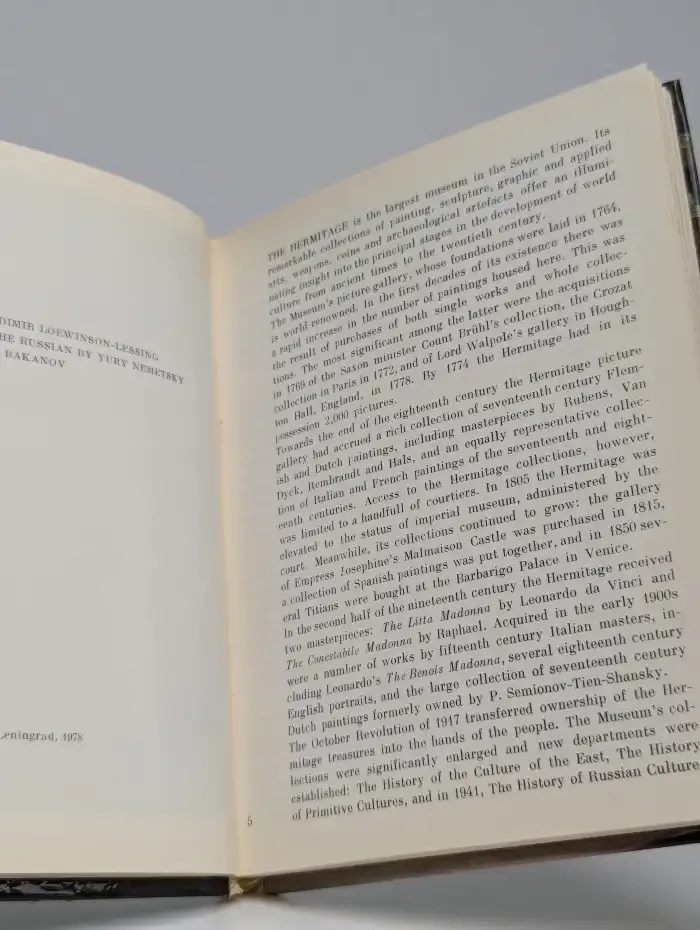 DIMIR LOEWINSON-LESSING
HE RUSSIAN BY YURY NEMETSKY
BAKANOV
Leningrad, 1978
THE HERMITAGE is the largest museum in the Soviet Union. Its
remarkable collections of painting, sculpture, graphic and applied
arts, weapons, coins and archaeological artefacts offer an illumi-
nating insight into the principal stages in the development of world
culture from ancient times to the twentieth century.
The Museum's picture gallery, whose foundations were laid in 1764,
is world-renowned. In the first decades of its existence there was
a rapid increase in the number of paintings housed here. This was
the result of purchases of both single works and whole collec-
tions. The most significant among the latter were the acquisitions
in 1769 of the Saxon minister Count Brühl's collection, the Crozat
collection in Paris in 1772, and of Lord Walpole's gallery in Hough-
ton Hall, England, in 1778. By 1774 the Hermitage had in its
possession 2,000 pictures.
Towards the end of the eighteenth century the Hermitage picture
gallery had accrued a rich collection of seventeenth century Flem-
ish and Dutch paintings, including masterpieces by Rubens, Van
Dyck, Rembrandt and Hals, and an equally representative collec-
tion of Italian and French paintings of the seventeenth and eight-
eenth centuries. Access to the Hermitage collections, however,
was limited to a handfull of courtiers. In 1805 the Hermitage was
elevated to the status of imperial museum, administered by the
court. Meanwhile, its collections continued to grow: the gallery
of Empress Josephine's Malmaison Castle was purchased in 1815,
a collection of Spanish paintings was put together, and in 1850 sev-
eral Titians were bought at the Barbarigo Palace in Venice.
In the second half of the nineteenth century the Hermitage received
two masterpieces: The Litta Madonna by Leonardo da Vinci and
The Conestabile Madonna by Raphael. Acquired in the early 1900s
were a number of works by fifteenth century Italian masters, in-
cluding Leonardo's The Benois Madonna, several eighteenth century
English portraits, and the large collection of seventeenth century
Dutch paintings formerly owned by P. Semionov-Tien-Shansky.
The October Revolution of 1917 transferred ownership of the Her-
mitage treasures into the hands of the people. The Museum's col-
lections were significantly enlarged and new departments were
established: The History of the Culture of the East, The History
of Primitive Cultures, and in 1941, The History of Russian Culture
5